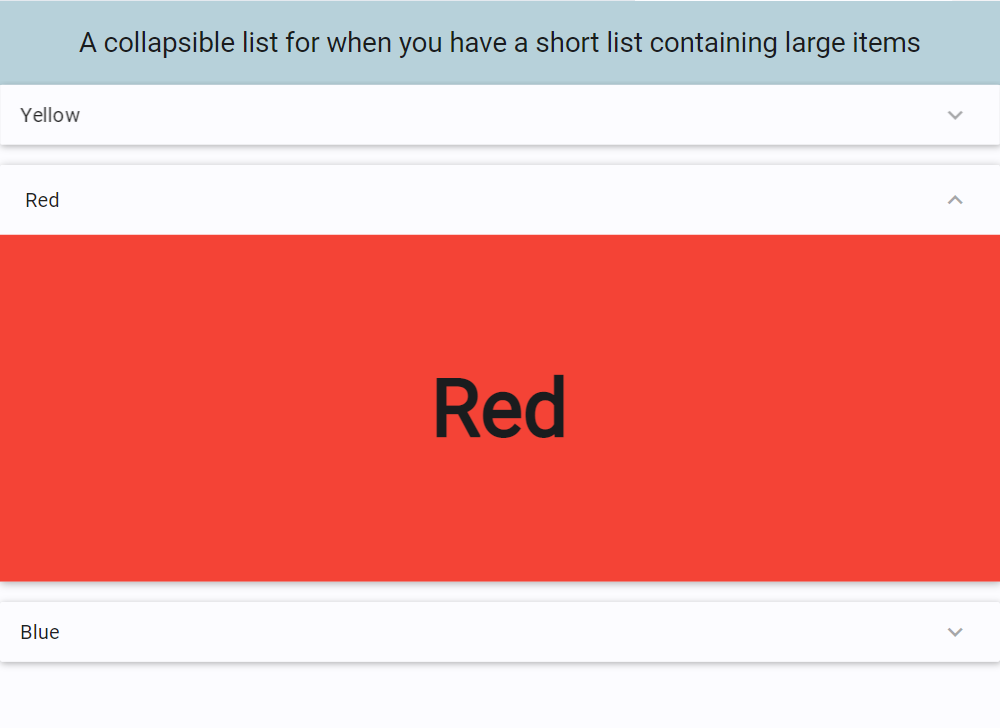 A collapsible list for when you have a short list containing large items
Yellow
Red
Red
Blue